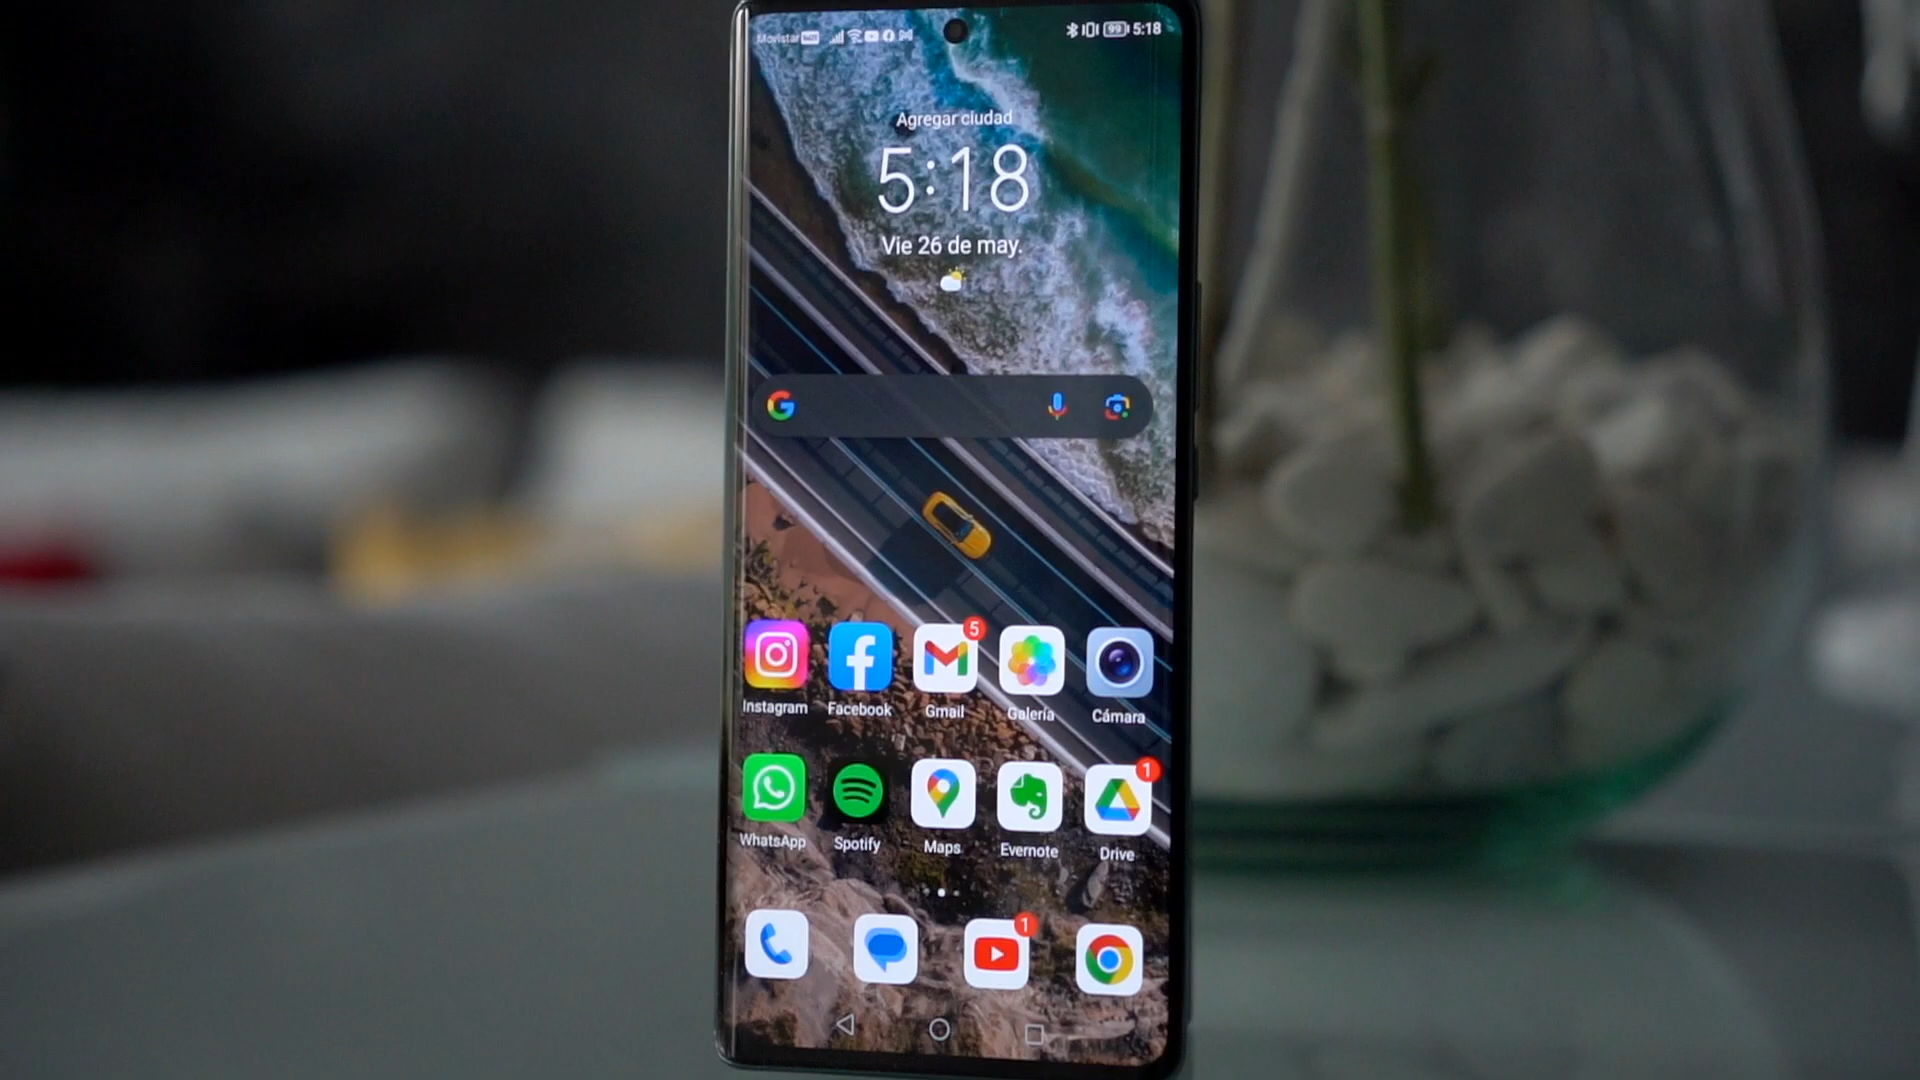 Movistar
99 5:18
Agregar ciudad
5:18
Vie 26 de may.
G
5
Instagram Facebook Gmail Galería Cámara
1
WhatsApp Spotify Maps Evernote Drive
1